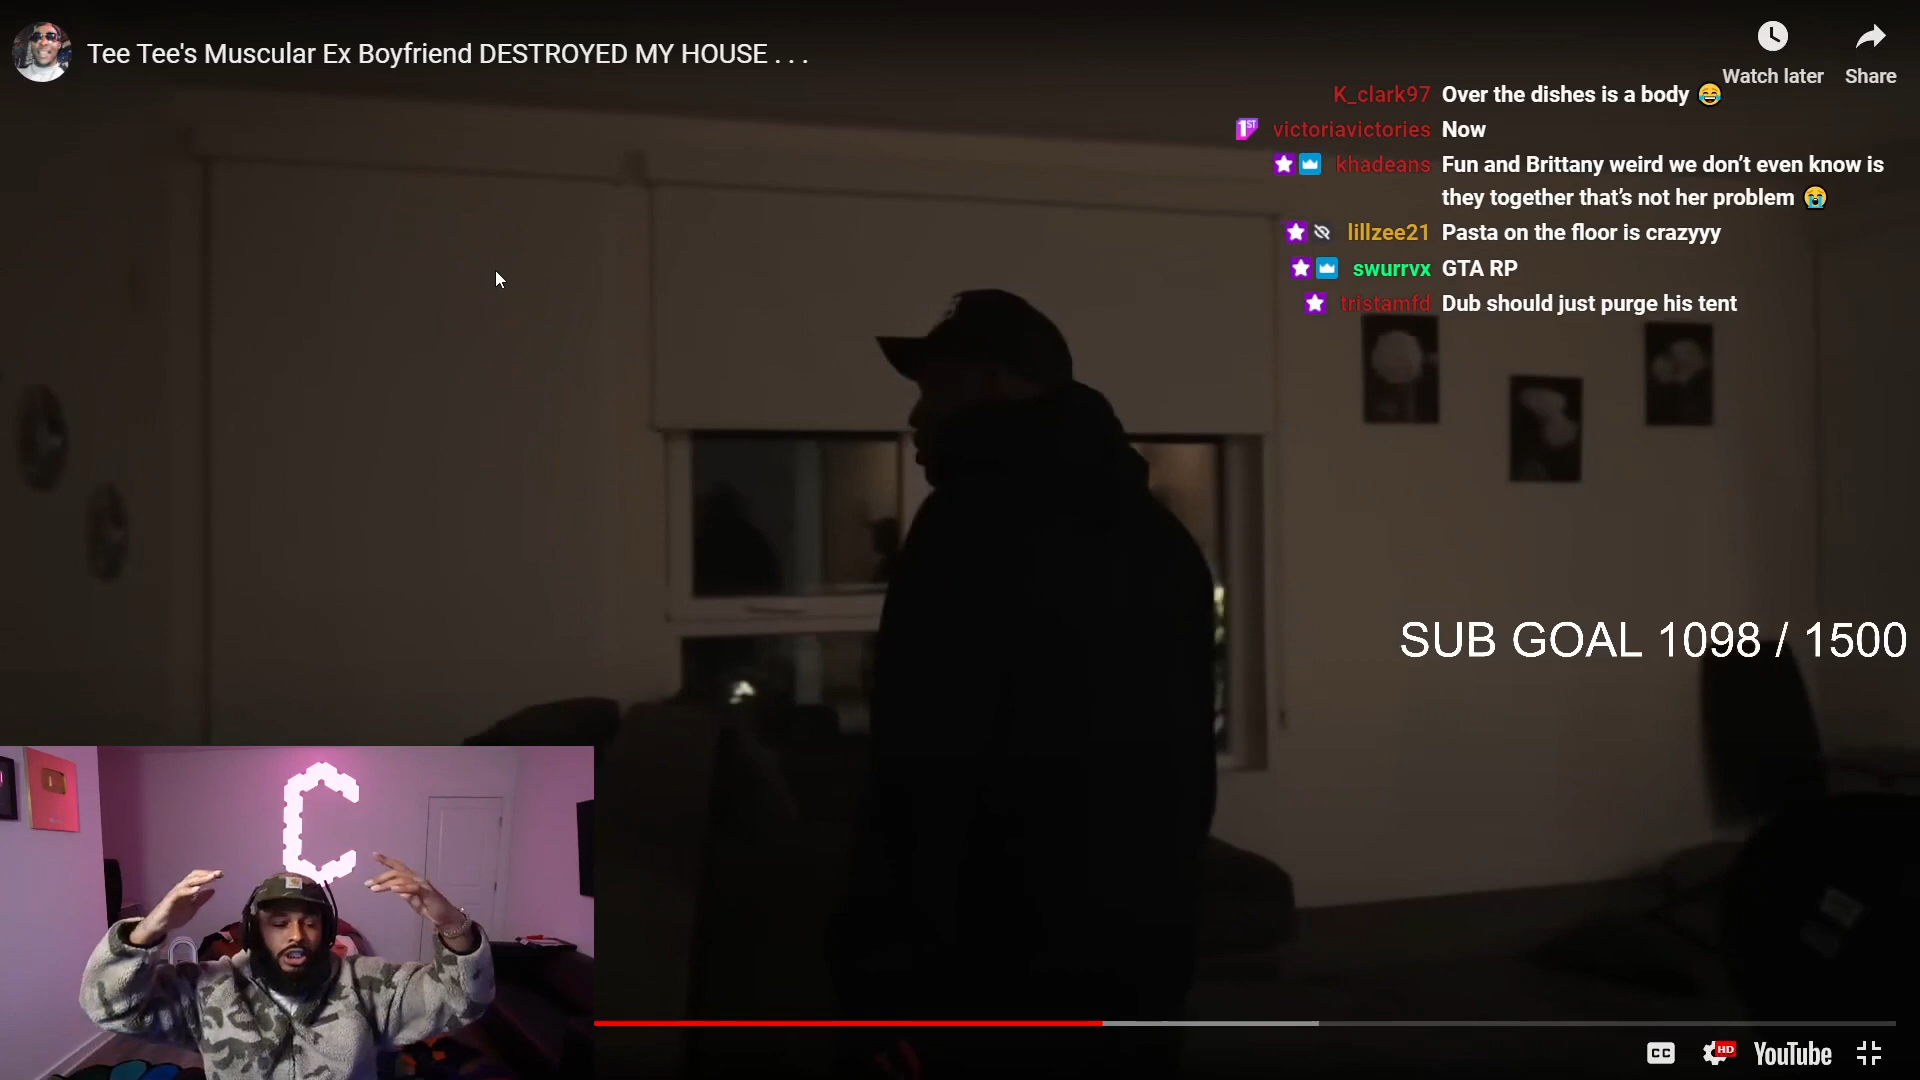 Tee Tee's Muscular Ex Boyfriend DESTROYED MY HOUSE . . .
Watch later
Share
K_clark97 Over the dishes is a body 😂
1ST victoriavictories Now
khadeans Fun and Brittany weird we don’t even know is
they together that’s not her problem 😭
lillzee21 Pasta on the floor is crazyyy
swurrvx GTA RP
tristamfd Dub should just purge his tent
SUB GOAL 1098 / 1500
C
CC
HD
YouTube